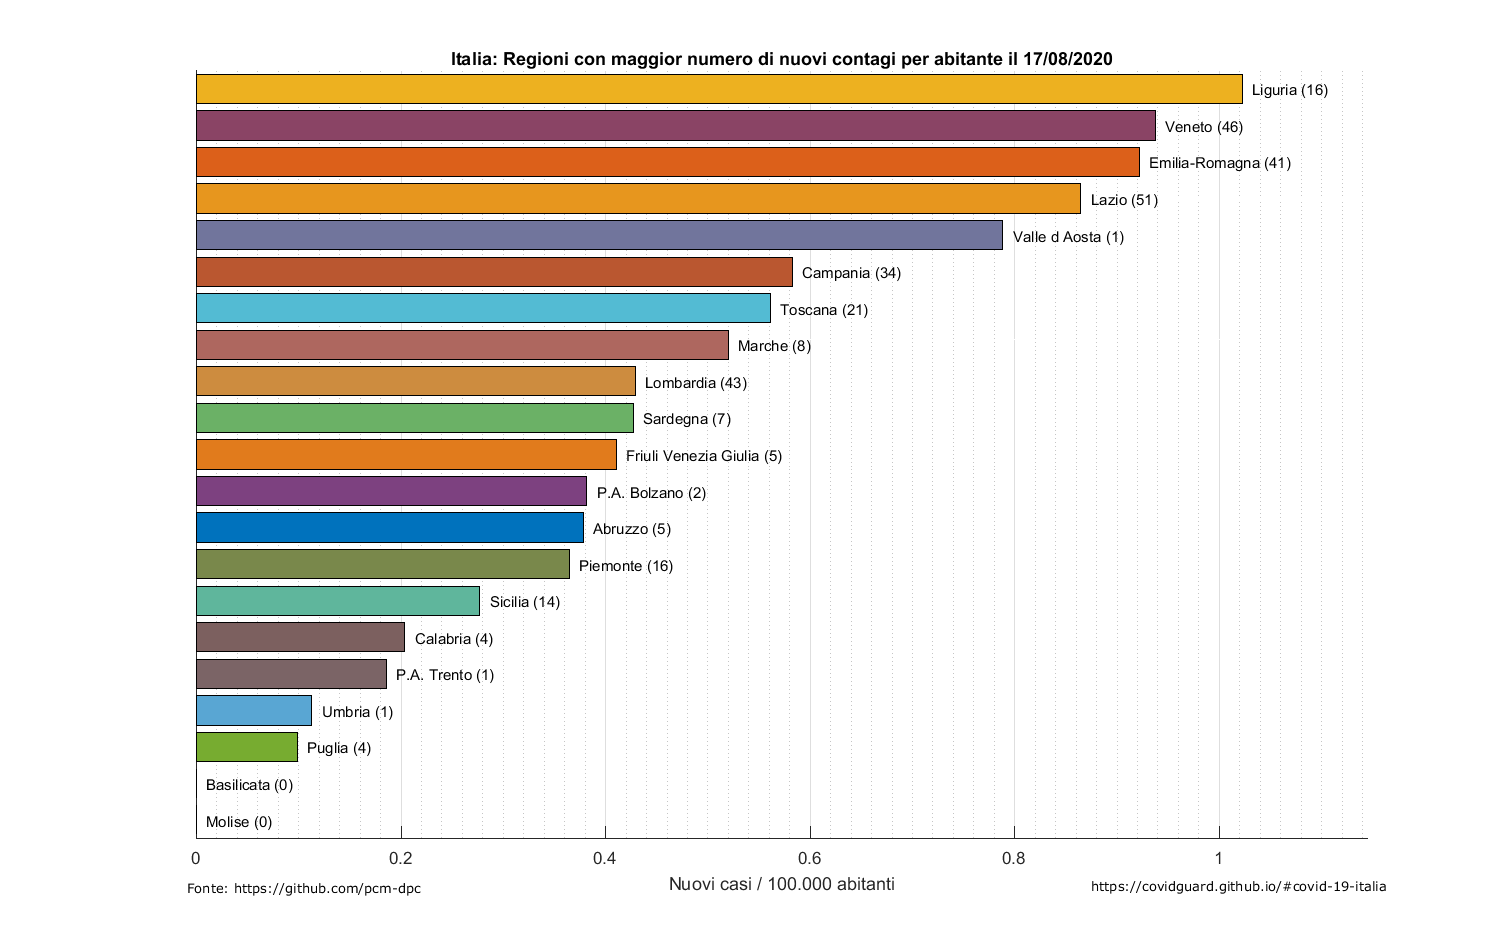 Italia: Regioni con maggior numero di nuovi contagi per abitante il 17/08/2020
Liguria (16)
Veneto (46)
Emilia-Romagna (41)
Lazio (51)
Valle d Aosta (1)
Campania (34)
Toscana (21)
Marche (8)
Lombardia (43)
Sardegna (7)
Friuli Venezia Giulia (5)
P.A. Bolzano (2)
Abruzzo (5)
Piemonte (16)
Sicilia (14)
Calabria (4)
P.A. Trento (1)
Umbria (1)
Puglia (4)
Basilicata (0)
Molise (0)
0 0.2 0.4 0.6 0.8 1
Nuovi casi / 100.000 abitanti
Fonte: https://github.com/pcm-dpc
https://covidguard.github.io/#covid-19-italia